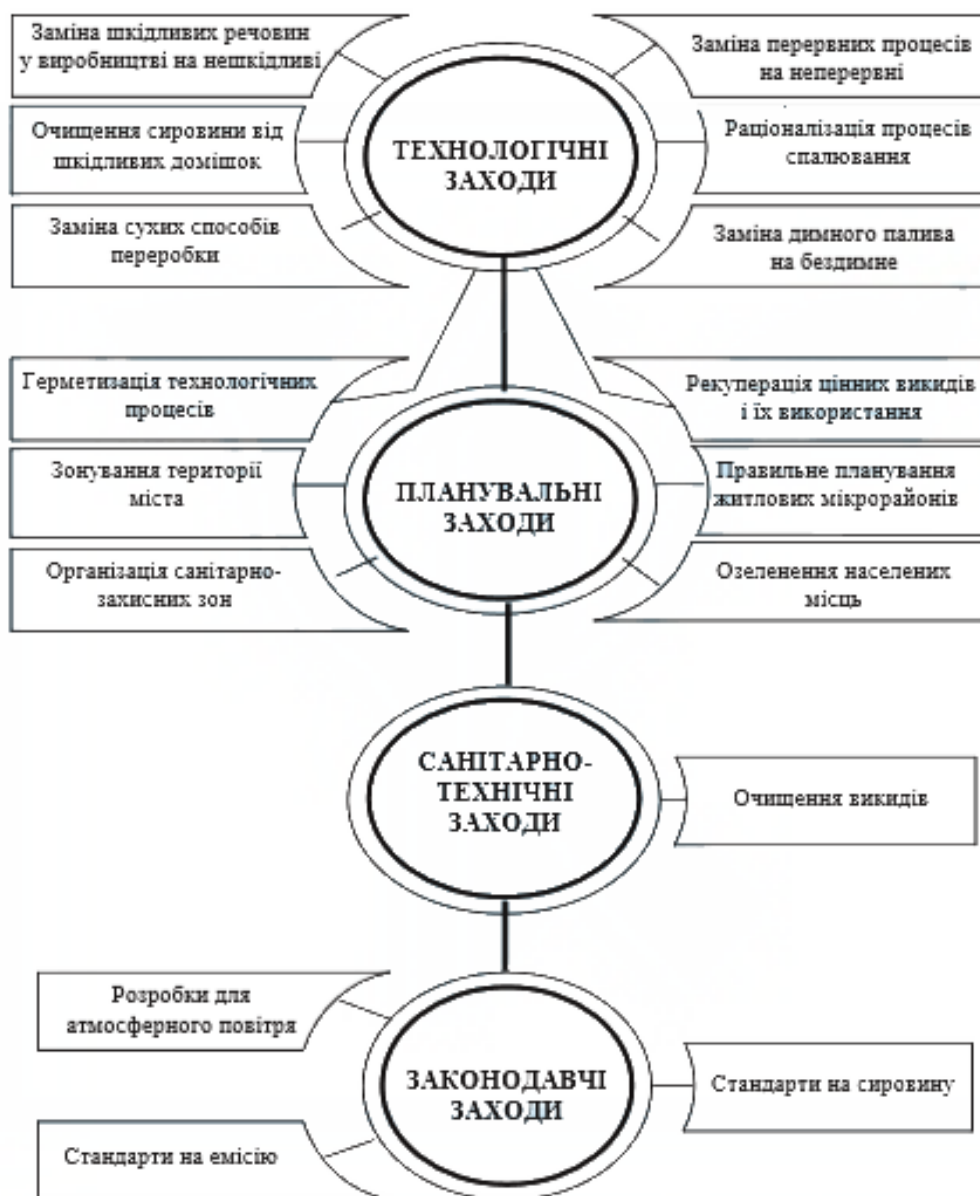 Заміна шкідливих речовин
у виробництві на нешкідливі
Заміна перервних процесів
на неперервні
Очищення сировини від
шкідливих домішок
ТЕХНОЛОГІЧНІ
ЗАХОДИ
Раціоналізація процесів
спалювання
Заміна сухих способів
переробки
Заміна димного палива
на бездимне
Герметизація технологічних
процесів
Рекуперація цінних викидів
і їх використання
Зонування території
міста
ПЛАНУВАЛЬНІ
ЗАХОДИ
Правильне планування
житлових мікрорайонів
Організація санітарно-
захисних зон
Озеленення населених
місць
САНІТАРНО-
ТЕХНІЧНІ
ЗАХОДИ
Очищення викидів
Розробки для
атмосферного повітря
ЗАКОНОДАВЧІ
ЗАХОДИ
Стандарти на сировину
Стандарти на емісію